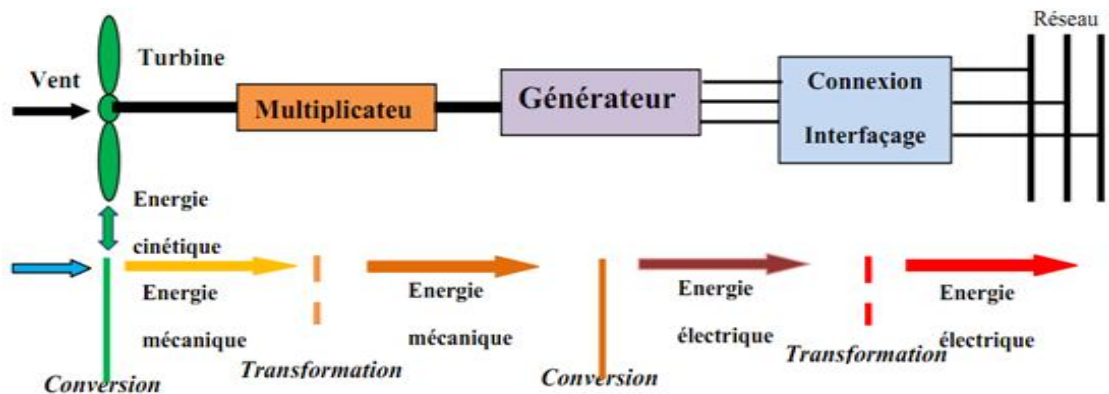 Réseau
Turbine
Vent
Connexion
Générateur
Multiplicateu
Interfaçage
Energie
cinétique
Energie
mécanique
Energie
mécanique
Energie
électrique
Energie
électrique
Transformation
Transformation
Conversion
Conversion